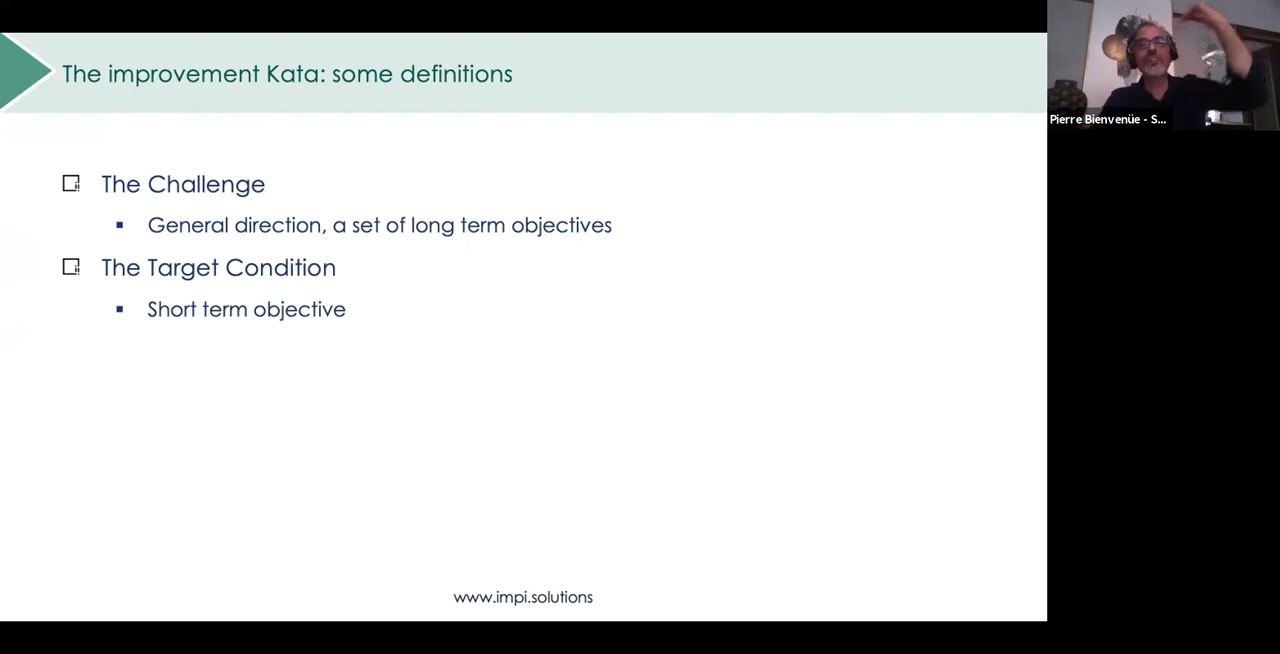 The improvement Kata: some definitions
Pierre Bienvenüe - S...
The Challenge
General direction, a set of long term objectives
The Target Condition
Short term objective
www.impi.solutions